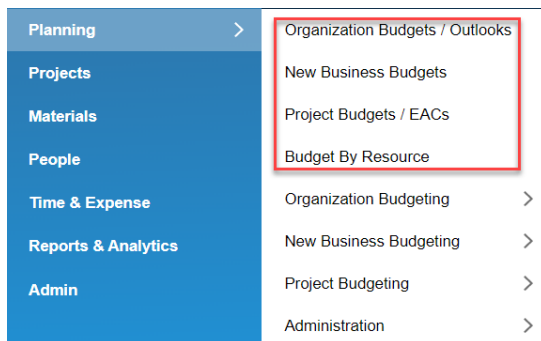 Planning
Projects
Materials
People
Time & Expense
Reports & Analytics
Admin
Organization Budgets / Outlooks
New Business Budgets
Project Budgets / EACs
Budget By Resource
Organization Budgeting
New Business Budgeting
Project Budgeting
Administration